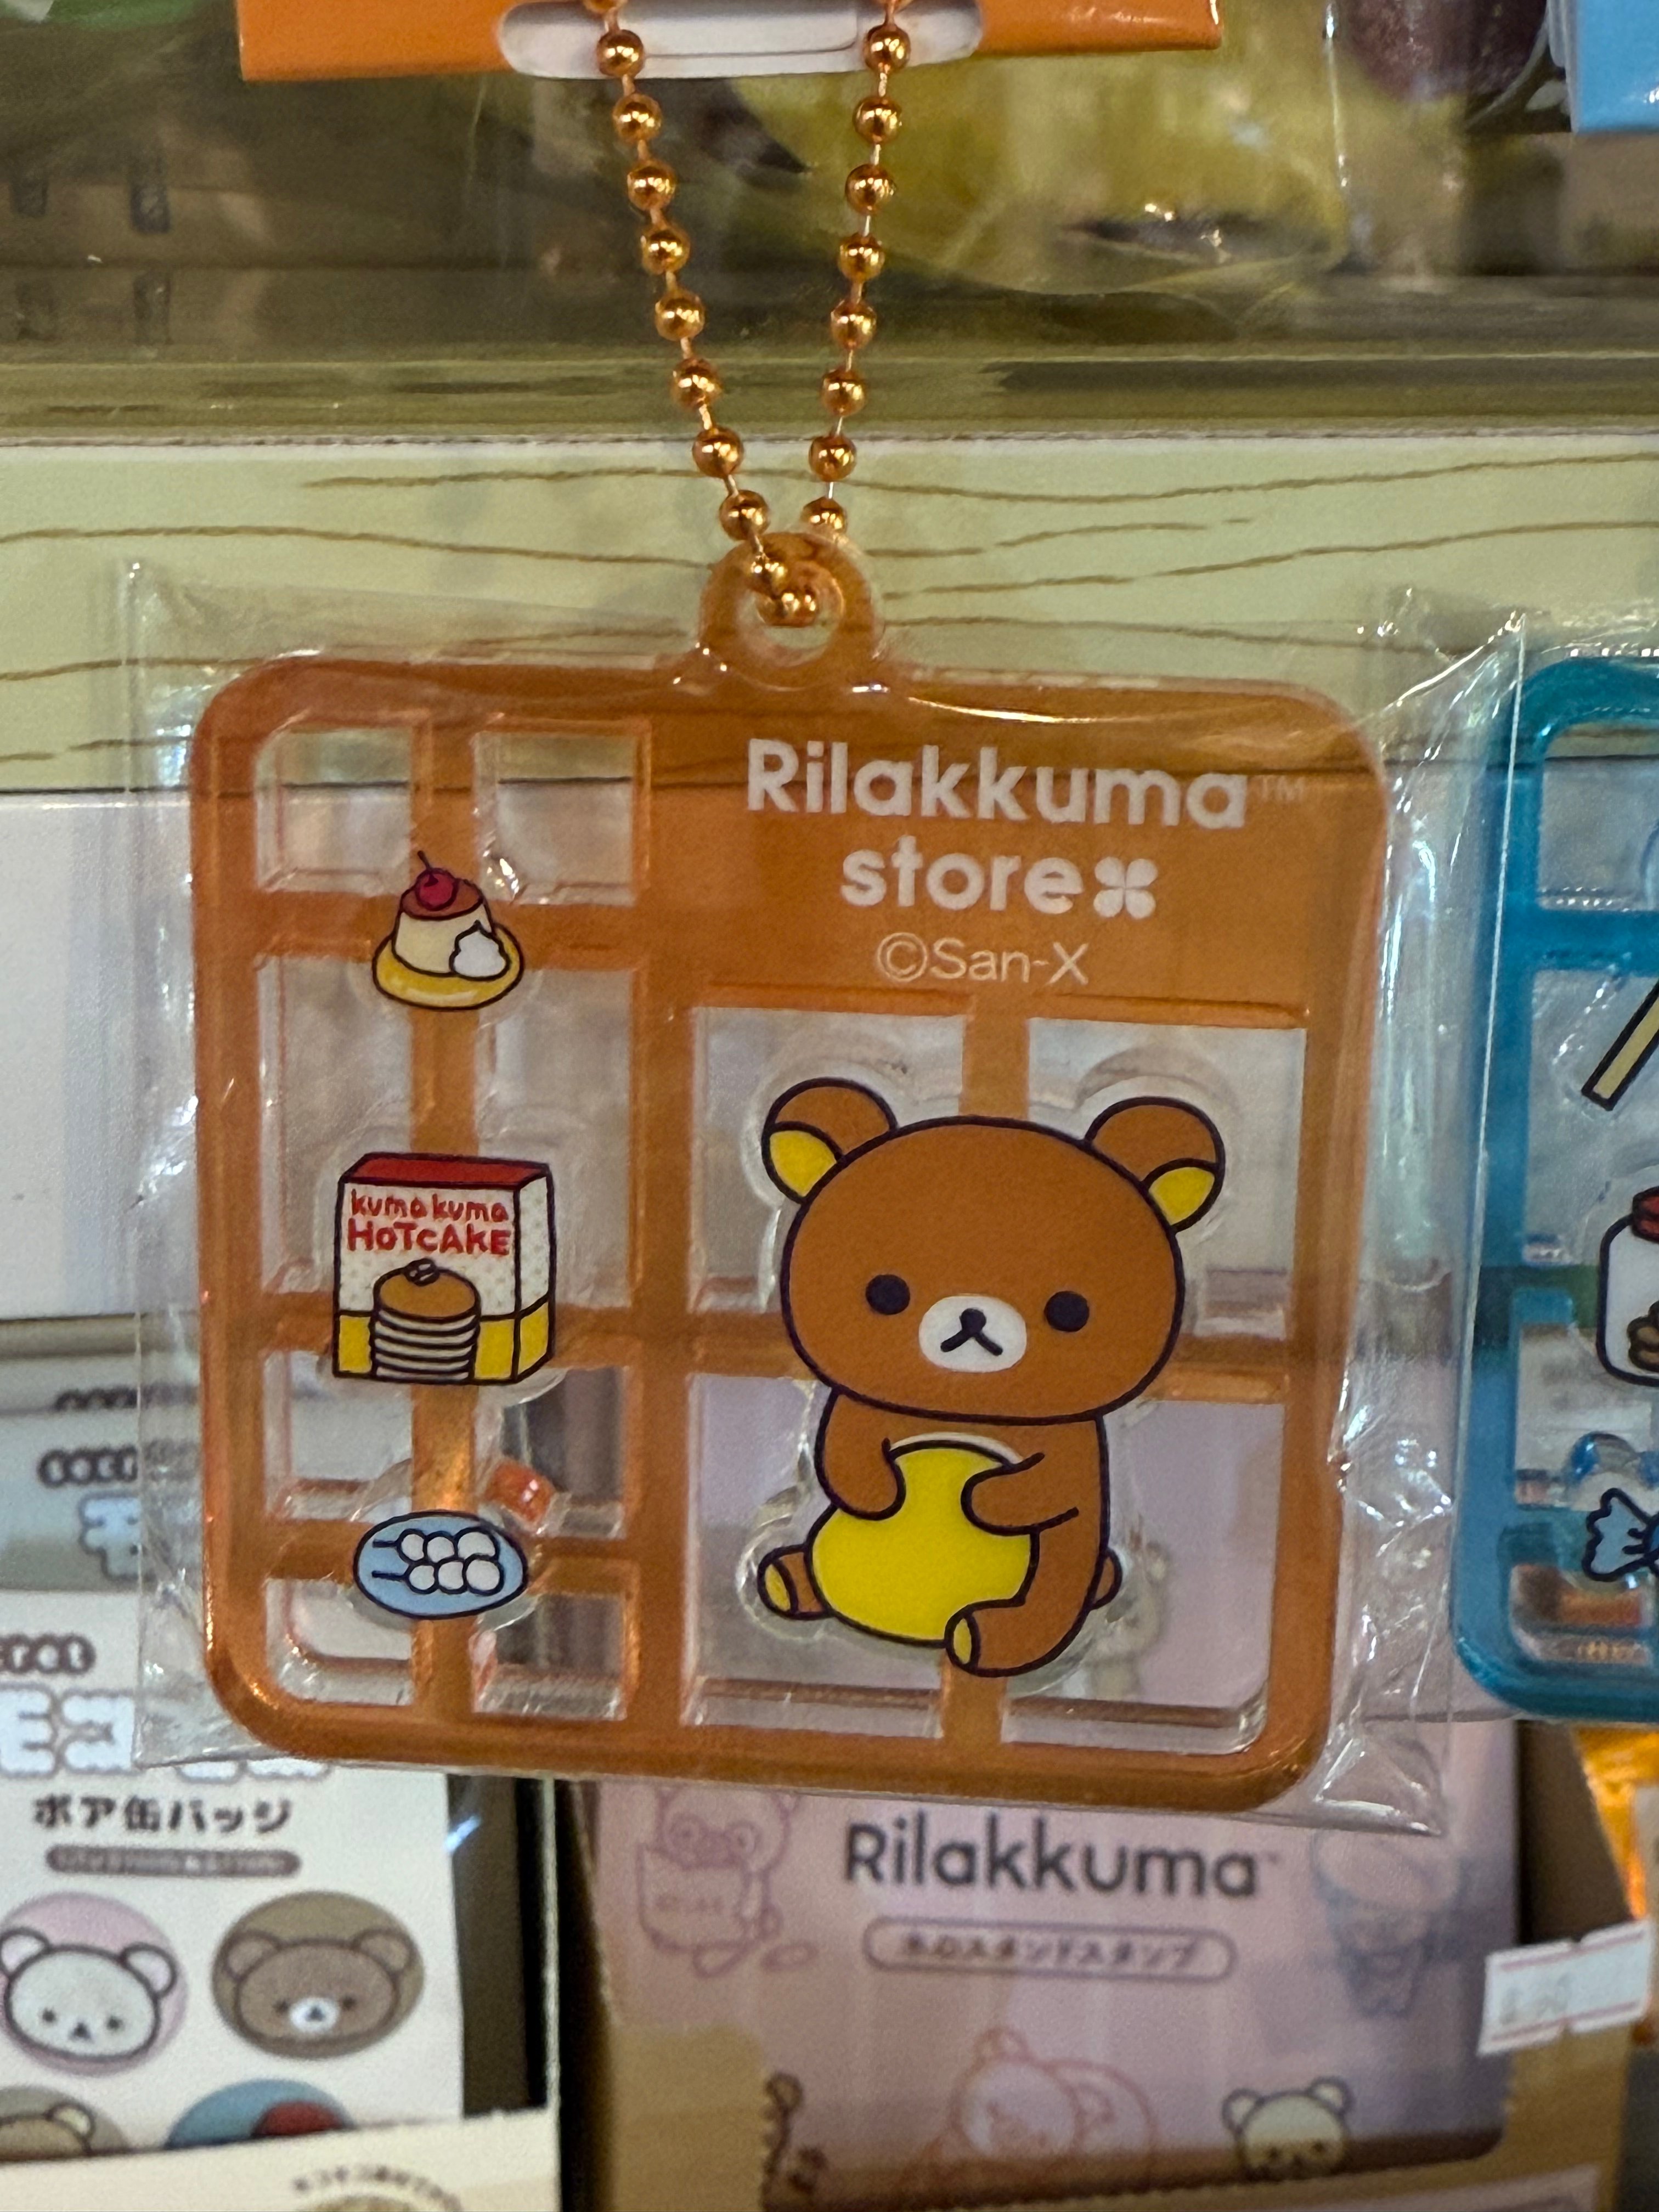 Rilakkuma™
store
©San-X
kuma kuma
HOTCAKE
ボア缶バッジ
Rilakkuma